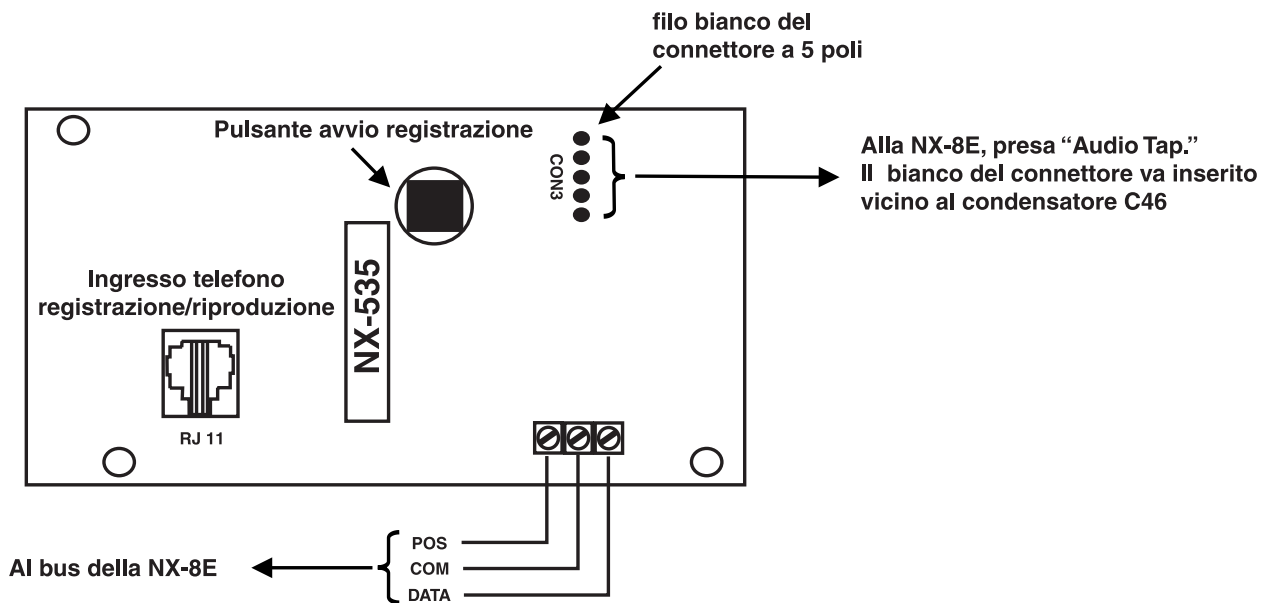 filo bianco del
connettore a 5 poli
Pulsante avvio registrazione
CON3
Alla NX-8E, presa “Audio Tap.”
Il bianco del connettore va inserito
vicino al condensatore C46
Ingresso telefono
registrazione/riproduzione
NX-535
RJ 11
POS
Al bus della NX-8E
COM
DATA